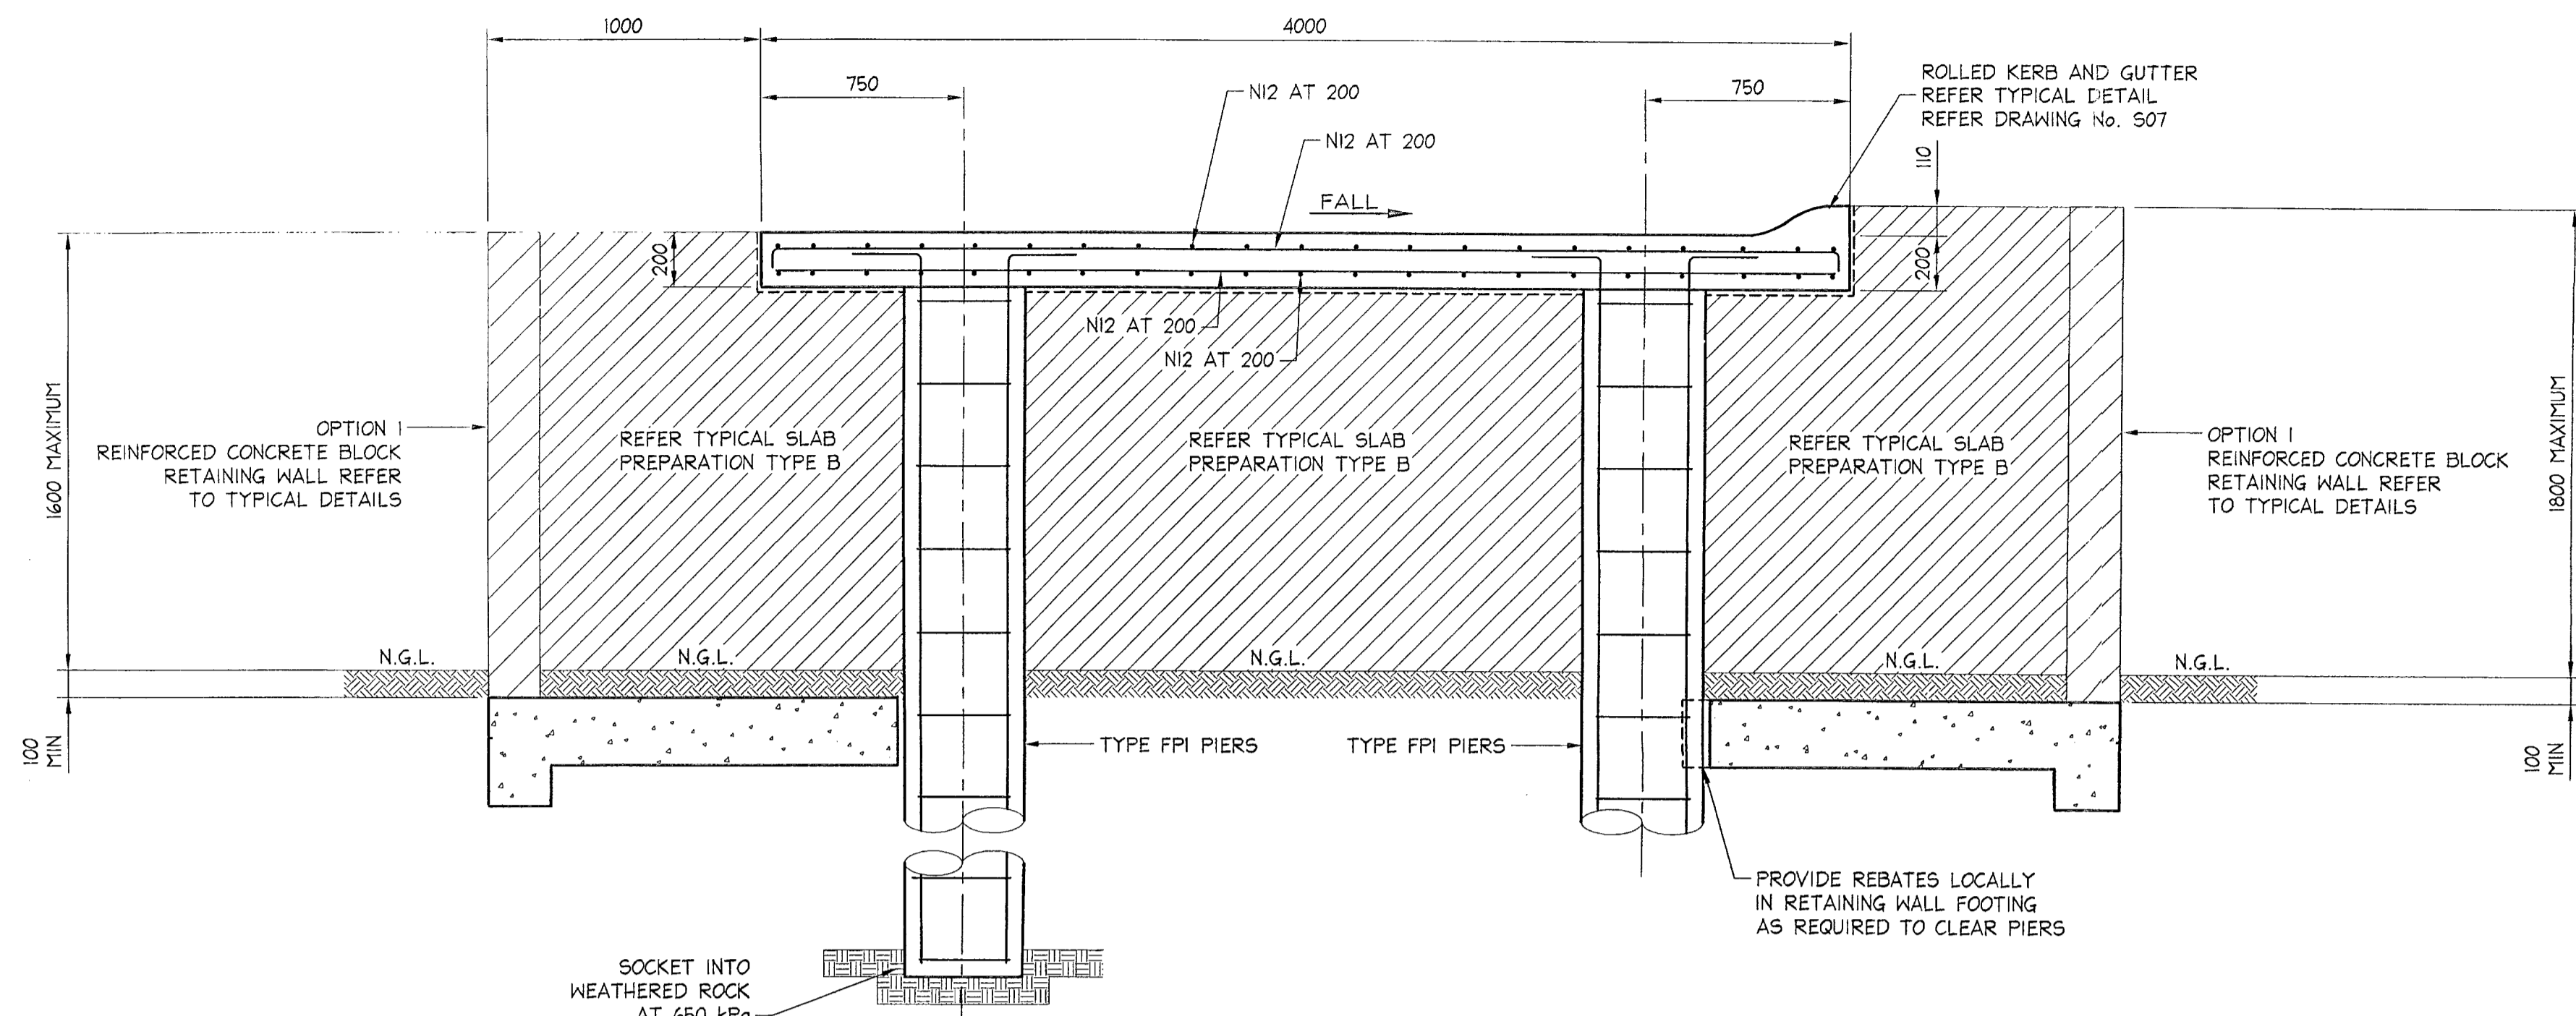 1000
4000
750
750
N12 AT 200
N12 AT 200
ROLLED KERB AND GUTTER
REFER TYPICAL DETAIL
REFER DRAWING No. S07
110
FALL
200
200
N12 AT 200
N12 AT 200
1600 MAXIMUM
1800 MAXIMUM
OPTION 1
REINFORCED CONCRETE BLOCK
RETAINING WALL REFER
TO TYPICAL DETAILS
REFER TYPICAL SLAB
PREPARATION TYPE B
REFER TYPICAL SLAB
PREPARATION TYPE B
REFER TYPICAL SLAB
PREPARATION TYPE B
OPTION 1
REINFORCED CONCRETE BLOCK
RETAINING WALL REFER
TO TYPICAL DETAILS
N.G.L.
N.G.L.
N.G.L.
N.G.L.
N.G.L.
100
MIN
TYPE FP1 PIERS
TYPE FP1 PIERS
100
MIN
PROVIDE REBATES LOCALLY
IN RETAINING WALL FOOTING
AS REQUIRED TO CLEAR PIERS
SOCKET INTO
WEATHERED ROCK
AT 650 kPa